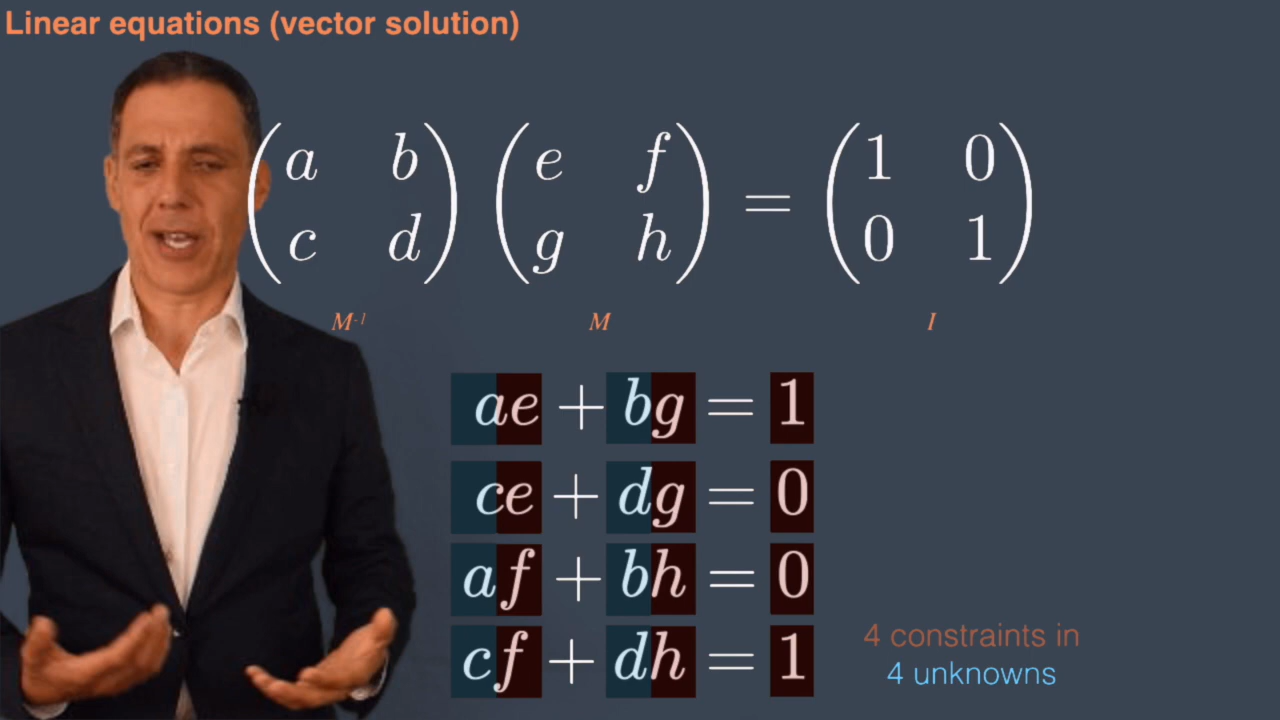 Linear equations (vector solution)
a b e f = 1 0
c d g h 0 1
M⁻¹ M I
ae + bg = 1
ce + dg = 0
af + bh = 0
cf + dh = 1
4 constraints in
4 unknowns